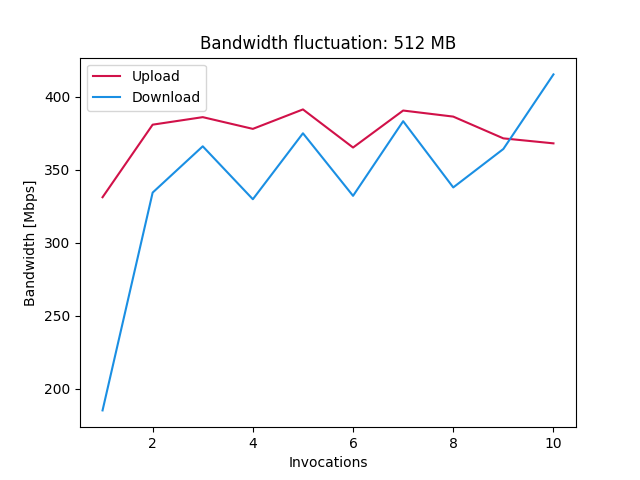 Bandwidth fluctuation: 512 MB
Upload
Download
400
350
300
250
200
Bandwidth [Mbps]
2 4 6 8 10
Invocations